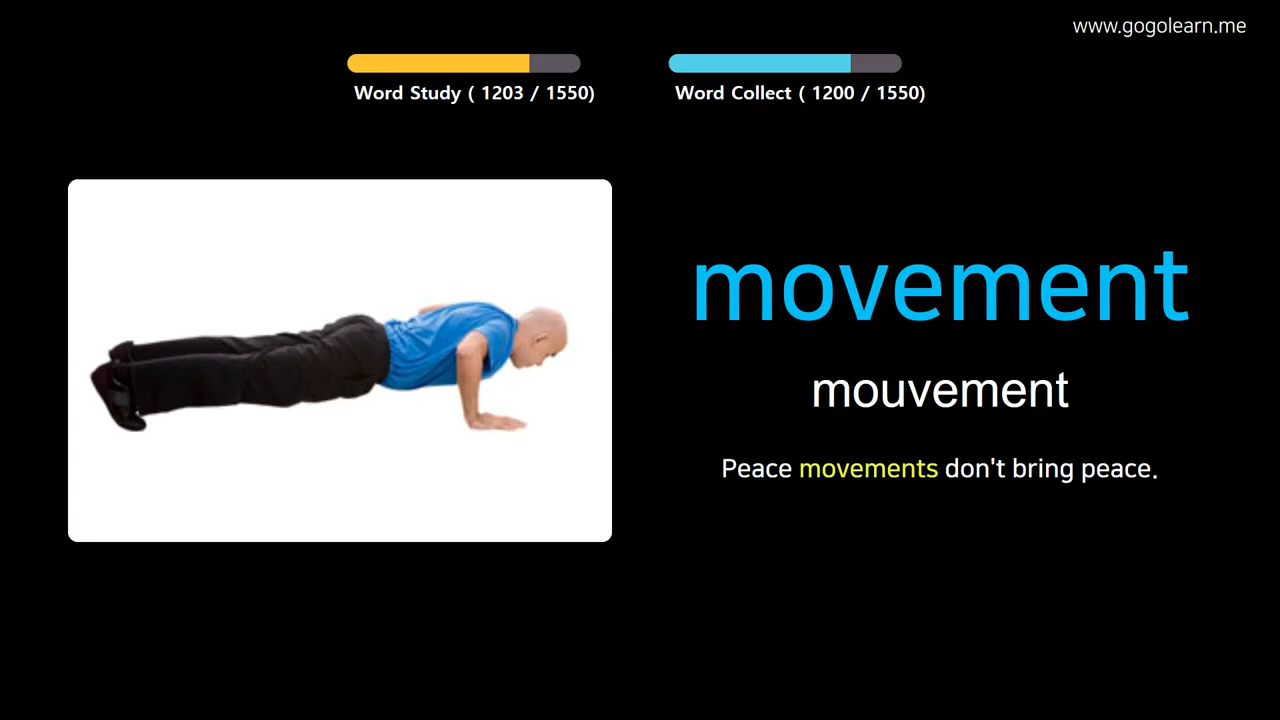 www.gogolearn.me
Word Study ( 1203 / 1550)
Word Collect ( 1200 / 1550)
movement
mouvement
Peace movements don't bring peace.